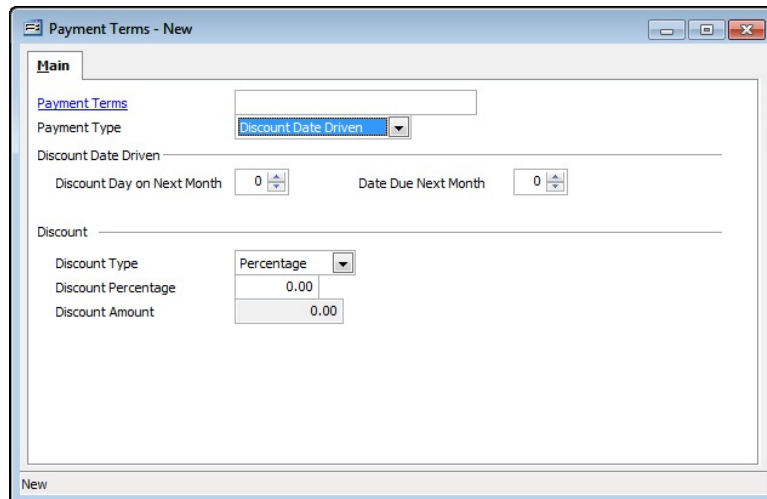 Payment Terms - New
Main
Payment Terms
Payment Type Discount Date Driven
Discount Date Driven
Discount Day on Next Month 0 Date Due Next Month 0
Discount
Discount Type Percentage
Discount Percentage 0.00
Discount Amount 0.00
New